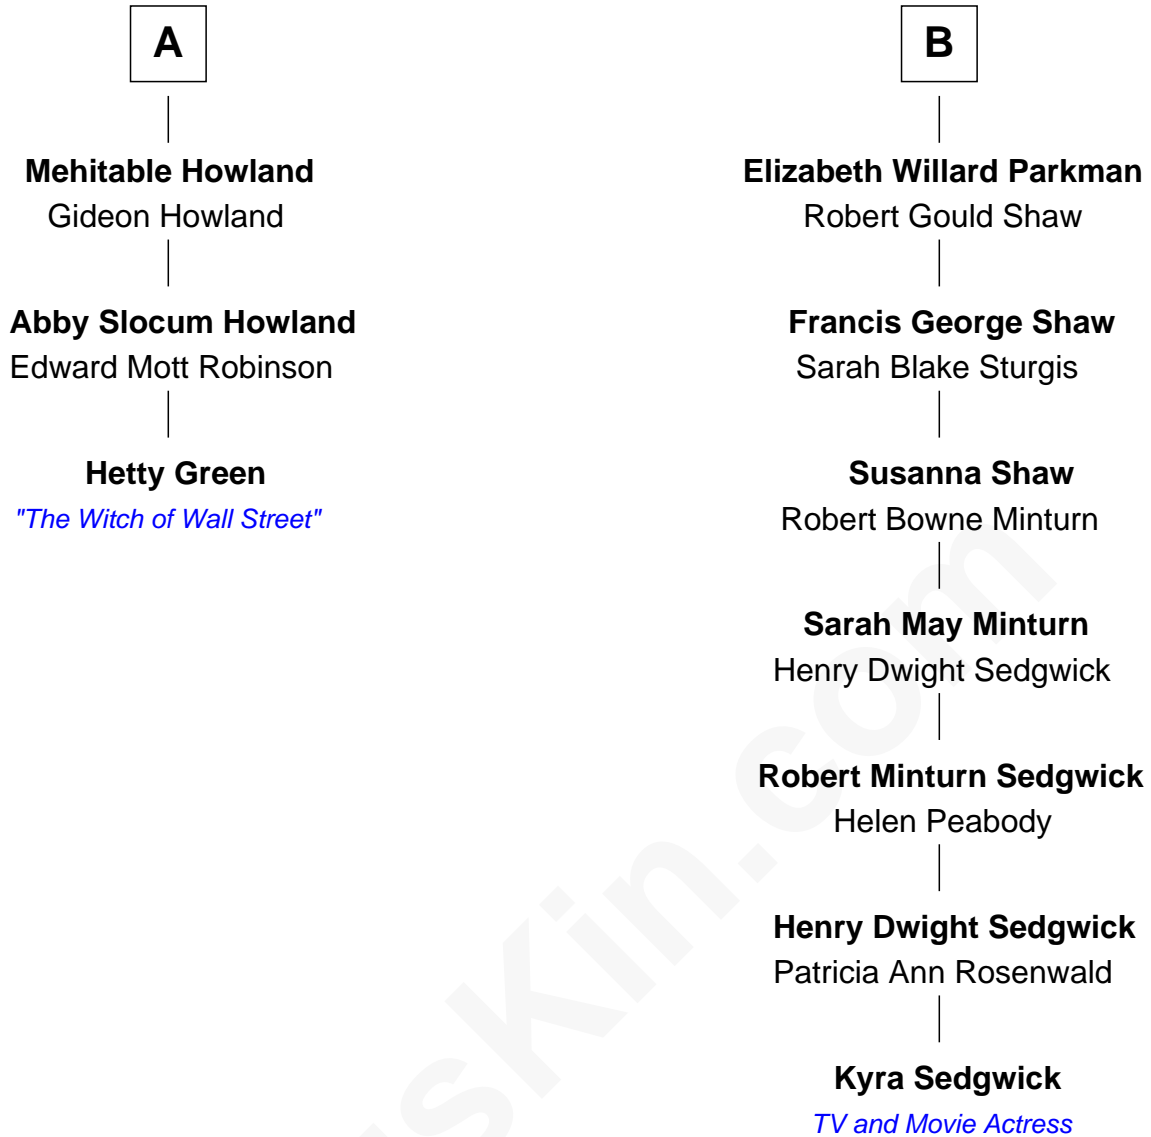 A
Mehitable Howland
Gideon Howland
Abby Slocum Howland
Edward Mott Robinson
Hetty Green
"The Witch of Wall Street"
B
Elizabeth Willard Parkman
Robert Gould Shaw
Francis George Shaw
Sarah Blake Sturgis
Susanna Shaw
Robert Bowne Minturn
Sarah May Minturn
Henry Dwight Sedgwick
Robert Minturn Sedgwick
Helen Peabody
Henry Dwight Sedgwick
Patricia Ann Rosenwald
Kyra Sedgwick
TV and Movie Actress
sKin.com